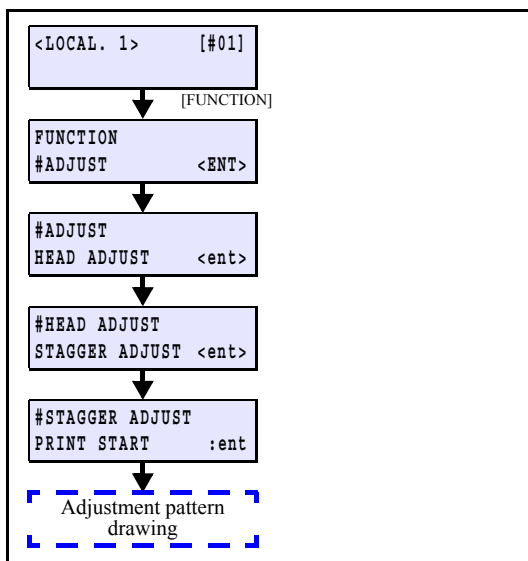 <LOCAL. 1> [#01]
[FUNCTION]
FUNCTION
#ADJUST <ENT>
#ADJUST
HEAD ADJUST <ent>
#HEAD ADJUST
STAGGER ADJUST <ent>
#STAGGER ADJUST
PRINT START :ent
Adjustment pattern
drawing